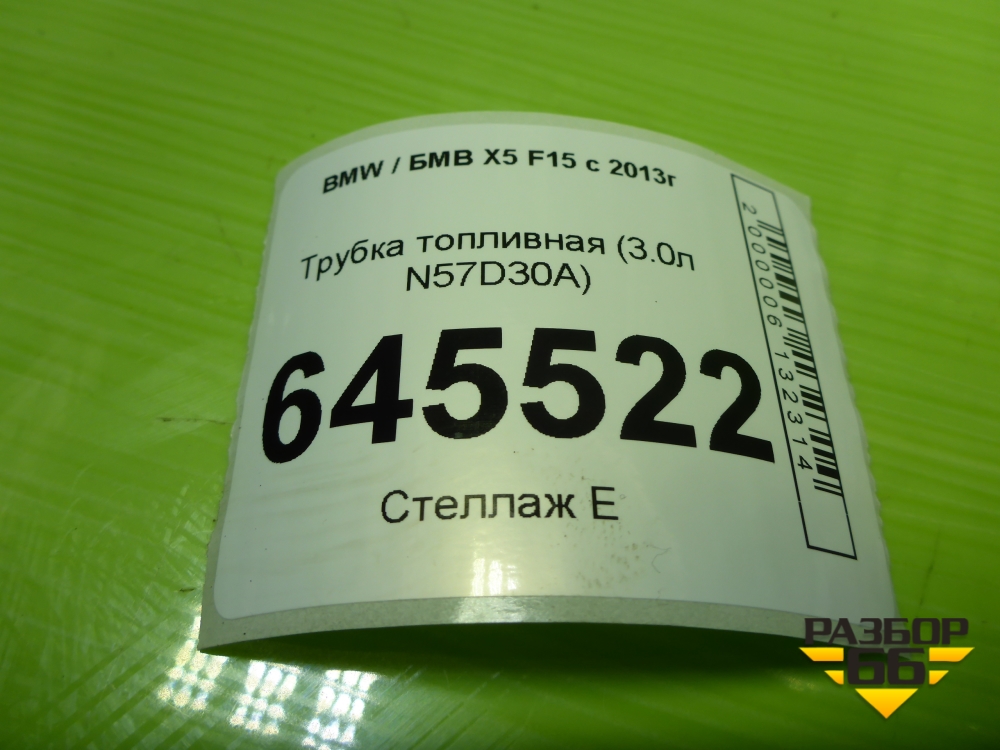 BMW / БМВ X5 F15 с 2013г
Трубка топливная (3.0л
N57D30A)
645522
Стеллаж Е
2000006132314
РАЗБОР
66